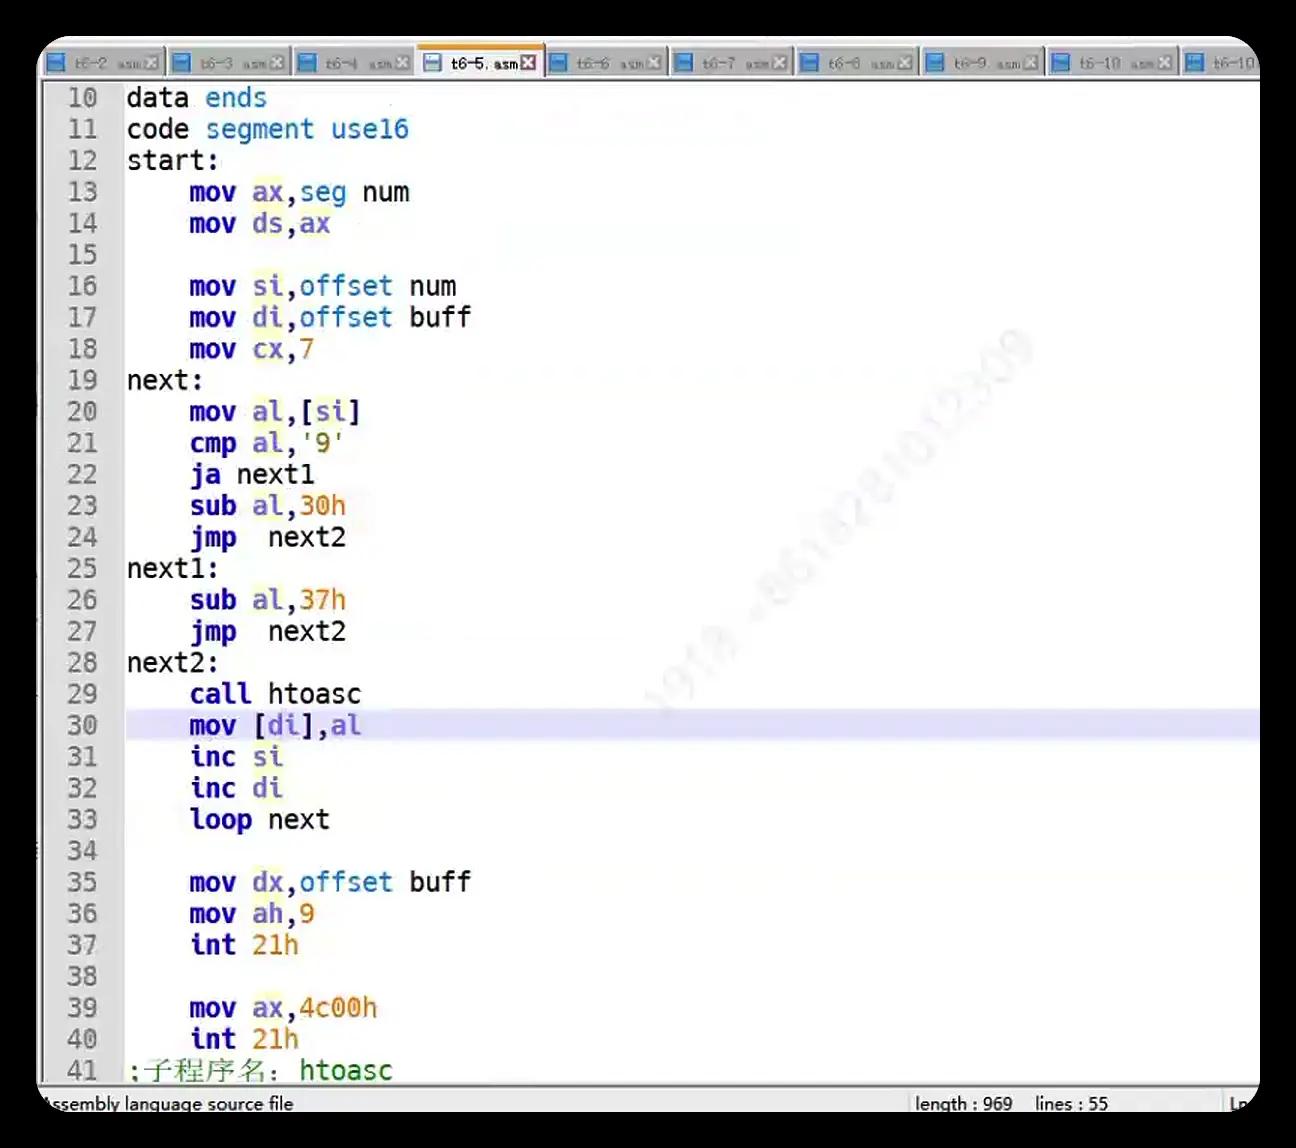 t6-2 asm t6-3 asm t6-4 asm t6-5.asm t6-6 asm t6-7 asm t6-8 asm t6-9.asm t6-10 asm t6-10
10 data ends
11 code segment use16
12 start:
13 mov ax,seg num
14 mov ds,ax
15
16 mov si,offset num
17 mov di,offset buff
18 mov cx,7
19 next:
20 mov al,[si]
21 cmp al,'9'
22 ja next1
23 sub al,30h
24 jmp  next2
25 next1:
26 sub al,37h
27 jmp  next2
28 next2:
29 call htoasc
30 mov [di],al
31 inc si
32 inc di
33 loop next
34
35 mov dx,offset buff
36 mov ah,9
37 int 21h
38
39 mov ax,4c00h
40 int 21h
41 ;子程序名：htoasc
Assembly language source file length : 969 lines : 55 Ln